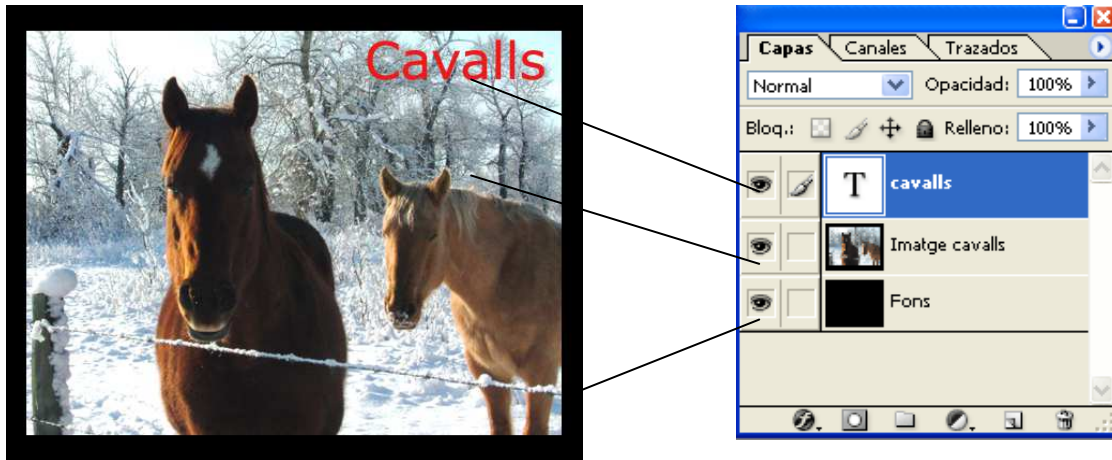 Cavalls
Capas Canales Trazados
Normal Opacidad: 100%
Bloq.: Relleno: 100%
T cavalls
Imatge cavalls
Fons